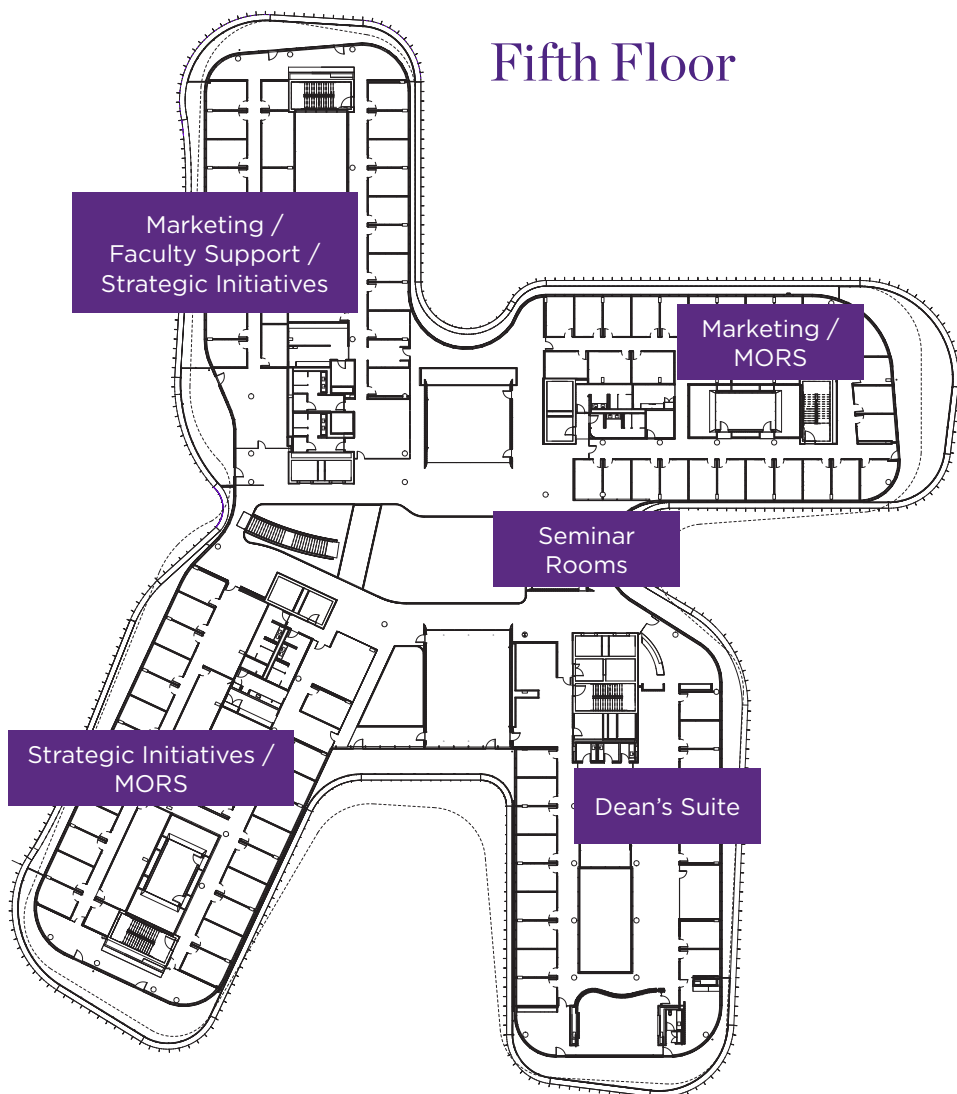 Fifth Floor
Marketing /
Faculty Support /
Strategic Initiatives
Marketing /
MORS
Seminar
Rooms
Strategic Initiatives /
MORS
Dean’s Suite